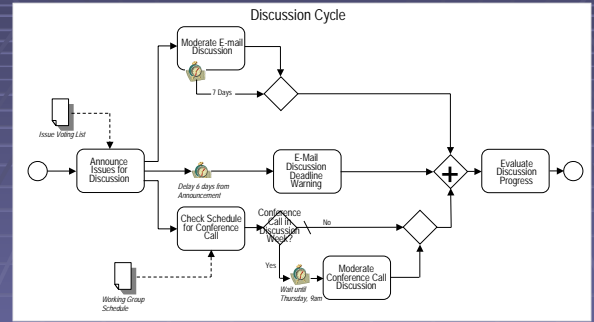 Discussion Cycle
Moderate E-mail
Discussion
7 Days
Issue Voting List
Announce
Issues for
Discussion
Delay 6 days from
Announcement
E-Mail
Discussion
Deadline
Warning
Evaluate
Discussion
Progress
Check Schedule
for Conference
Call
Conference
Call in
Discussion
Week?
No
Yes
Wait until
Thursday, 9am
Moderate
Conference Call
Discussion
Working Group
Schedule